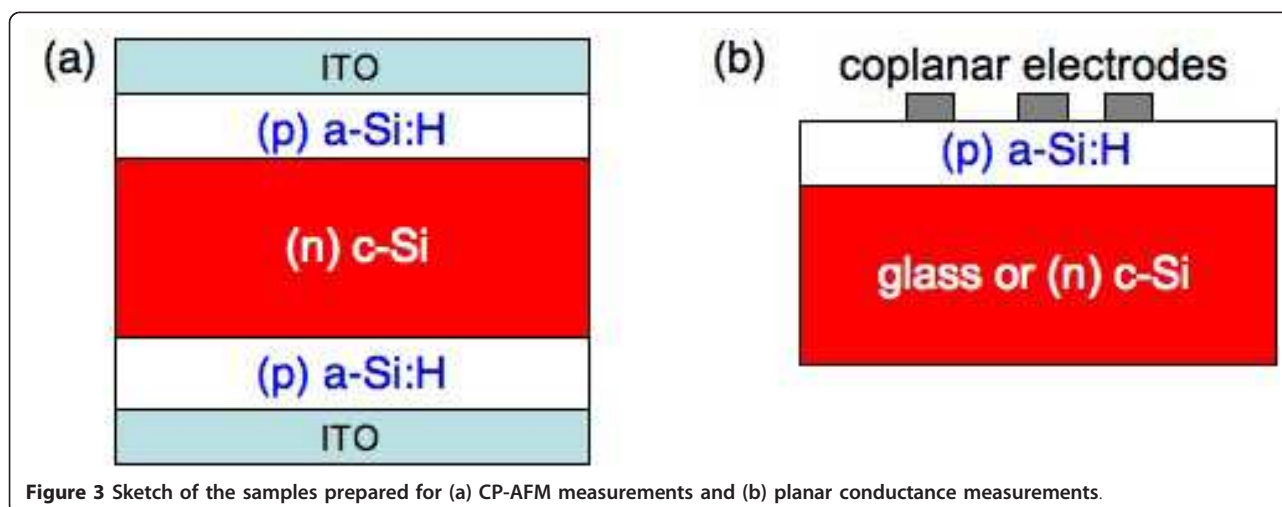 (a)
ITO
(p) a-Si:H
(n) c-Si
(p) a-Si:H
ITO
(b)
coplanar electrodes
(p) a-Si:H
glass or (n) c-Si
Figure 3 Sketch of the samples prepared for (a) CP-AFM measurements and (b) planar conductance measurements.